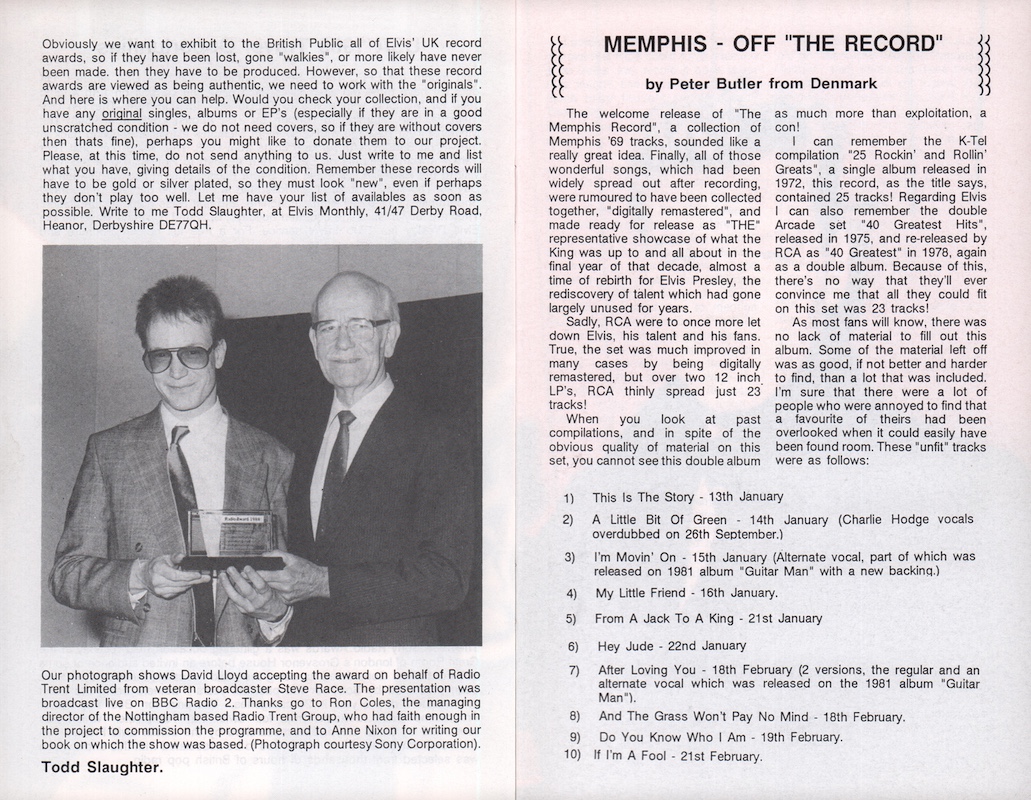 Obviously we want to exhibit to the British Public all of Elvis' UK record
awards, so if they have been lost, gone "walkies", or more likely have never
been made. then they have to be produced. However, so that these record
awards are viewed as being authentic, we need to work with the "originals".
And here is where you can help. Would you check your collection, and if you
have any original singles, albums or EP's (especially if they are in a good
unscratched condition - we do not need covers, so if they are without covers
then thats fine), perhaps you might like to donate them to our project.
Please, at this time, do not send anything to us. Just write to me and list
what you have, giving details of the condition. Remember these records will
have to be gold or silver plated, so they must look "new", even if perhaps
they don't play too well. Let me have your list of availables as soon as
possible. Write to me Todd Slaughter, at Elvis Monthly, 41/47 Derby Road,
Heanor, Derbyshire DE77QH.
Our photograph shows David Lloyd accepting the award on behalf of Radio
Trent Limited from veteran broadcaster Steve Race. The presentation was
broadcast live on BBC Radio 2. Thanks go to Ron Coles, the managing
director of the Nottingham based Radio Trent Group, who had faith enough in
the project to commission the programme, and to Anne Nixon for writing our
book on which the show was based. (Photograph courtesy Sony Corporation).
Todd Slaughter.
MEMPHIS - OFF "THE RECORD"
by Peter Butler from Denmark
The welcome release of "The
Memphis Record", a collection of
Memphis '69 tracks, sounded like a
really great idea. Finally, all of those
wonderful songs, which had been
widely spread out after recording,
were rumoured to have been collected
together, "digitally remastered", and
made ready for release as "THE"
representative showcase of what the
King was up to and all about in the
final year of that decade, almost a
time of rebirth for Elvis Presley, the
rediscovery of talent which had gone
largely unused for years.
Sadly, RCA were to once more let
down Elvis, his talent and his fans.
True, the set was much improved in
many cases by being digitally
remastered, but over two 12 inch
LP's, RCA thinly spread just 23
tracks!
When you look at past
compilations, and in spite of the
obvious quality of material on this
set, you cannot see this double album
as much more than exploitation, a
con!
I can remember the K-Tel
compilation "25 Rockin' and Rollin'
Greats", a single album released in
1972, this record, as the title says,
contained 25 tracks! Regarding Elvis
I can also remember the double
Arcade set "40 Greatest Hits",
released in 1975, and re-released by
RCA as "40 Greatest" in 1978, again
as a double album. Because of this,
there's no way that they'll ever
convince me that all they could fit
on this set was 23 tracks!
As most fans will know, there was
no lack of material to fill out this
album. Some of the material left off
was as good, if not better and harder
to find, than a lot that was included.
I'm sure that there were a lot of
people who were annoyed to find that
a favourite of theirs had been
overlooked when it could easily have
been found room. These "unfit" tracks
were as follows:
1) This Is The Story - 13th January
2) A Little Bit Of Green - 14th January (Charlie Hodge vocals
overdubbed on 26th September.)
3) I'm Movin' On - 15th January (Alternate vocal, part of which was
released on 1981 album "Guitar Man" with a new backing.)
4) My Little Friend - 16th January.
5) From A Jack To A King - 21st January
6) Hey Jude - 22nd January
7) After Loving You - 18th February (2 versions, the regular and an
alternate vocal which was released on the 1981 album "Guitar
Man").
8) And The Grass Won't Pay No Mind - 18th February.
9) Do You Know Who I Am - 19th February.
10) If I'm A Fool - 21st February.